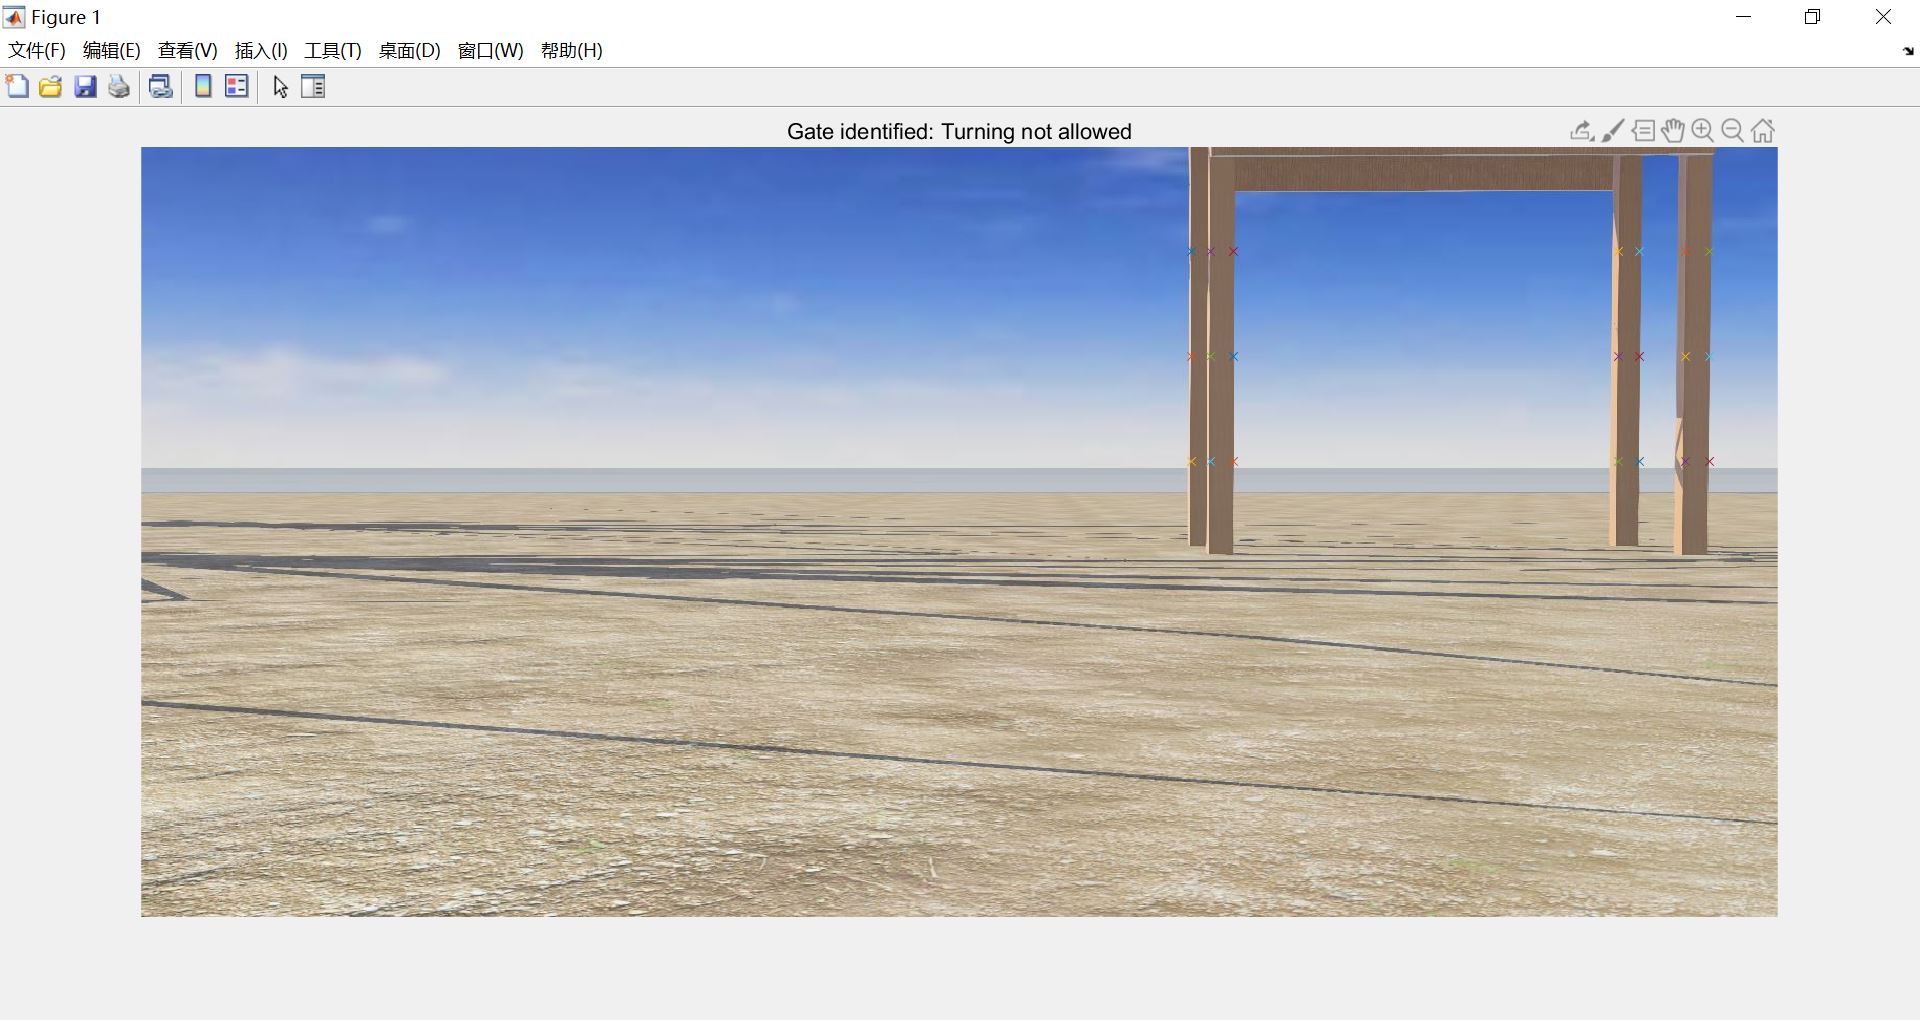 Figure 1
文件(F) 编辑(E) 查看(V) 插入(I) 工具(T) 桌面(D) 窗口(W) 帮助(H)
Gate identified: Turning not allowed